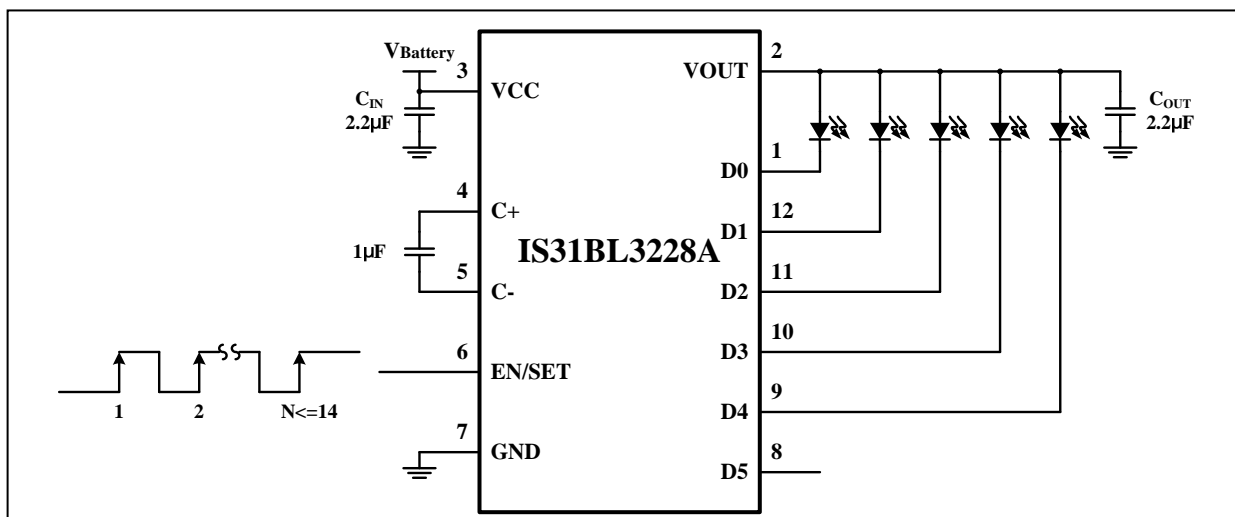 VBattery
3
VCC
CIN
2.2µF
4
C+
1µF
5
C-
1
2
N<=14
6
EN/SET
7
GND
IS31BL3228A
2
VOUT
COUT
2.2µF
1
D0
12
D1
11
D2
10
D3
9
D4
8
D5